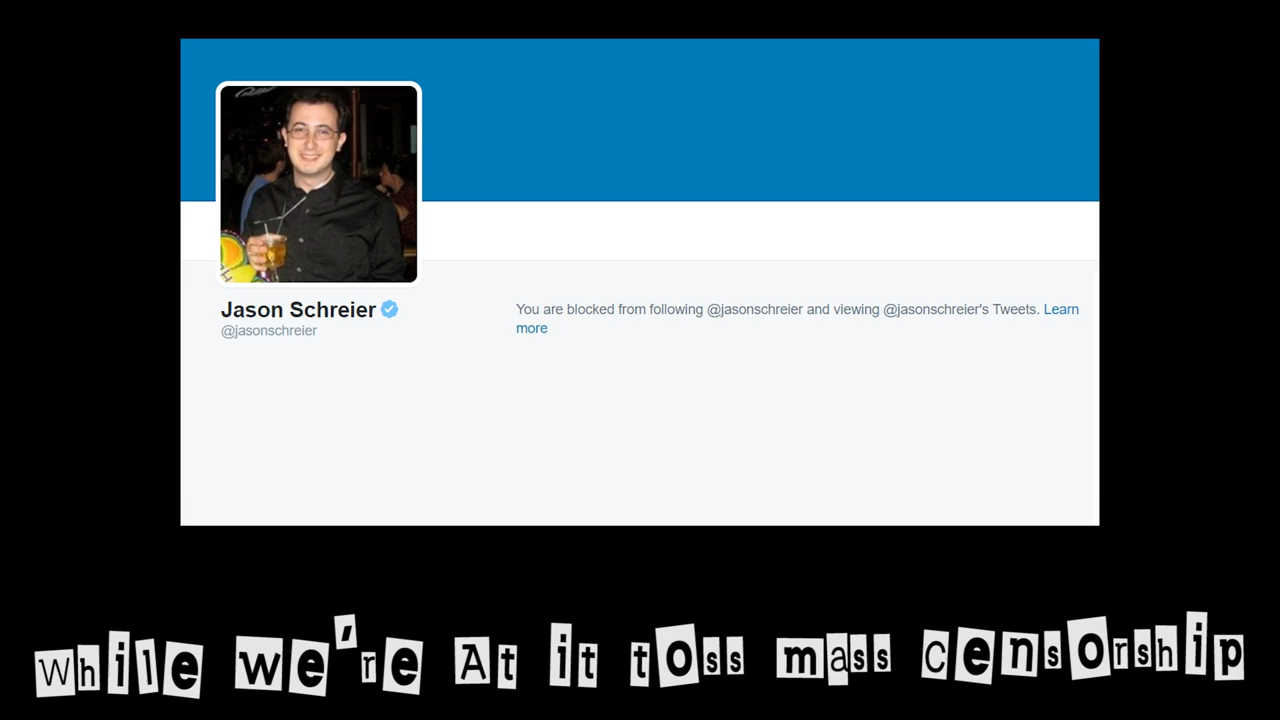 Jason Schreier
@jasonschreier
You are blocked from following @jasonschreier and viewing @jasonschreier's Tweets. Learn
more
While we're At it toss mass censorship